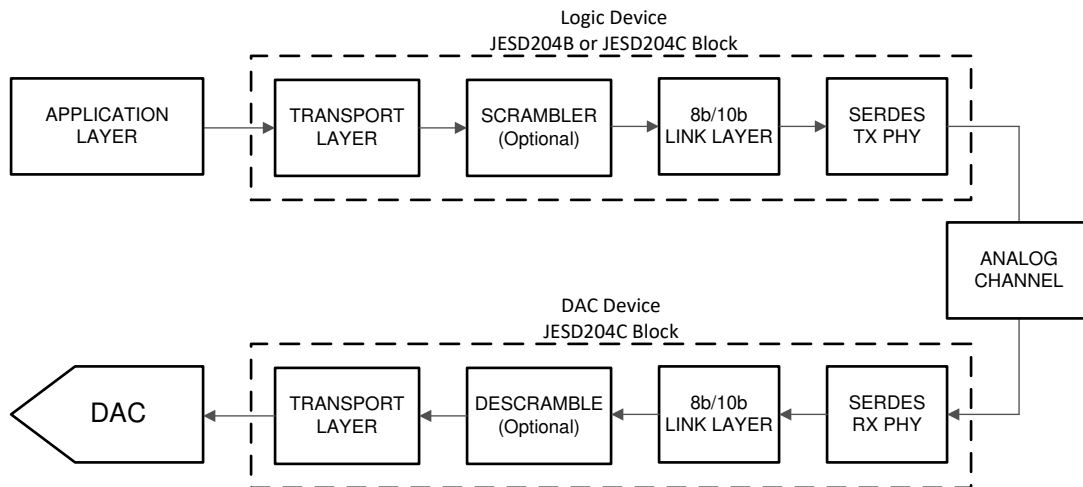 Logic Device
JESD204B or JESD204C Block
APPLICATION
LAYER
TRANSPORT
LAYER
SCRAMBLER
(Optional)
8b/10b
LINK LAYER
SERDES
TX PHY
ANALOG
CHANNEL
DAC Device
JESD204C Block
DAC
TRANSPORT
LAYER
DESCRAMBLE
(Optional)
8b/10b
LINK LAYER
SERDES
RX PHY